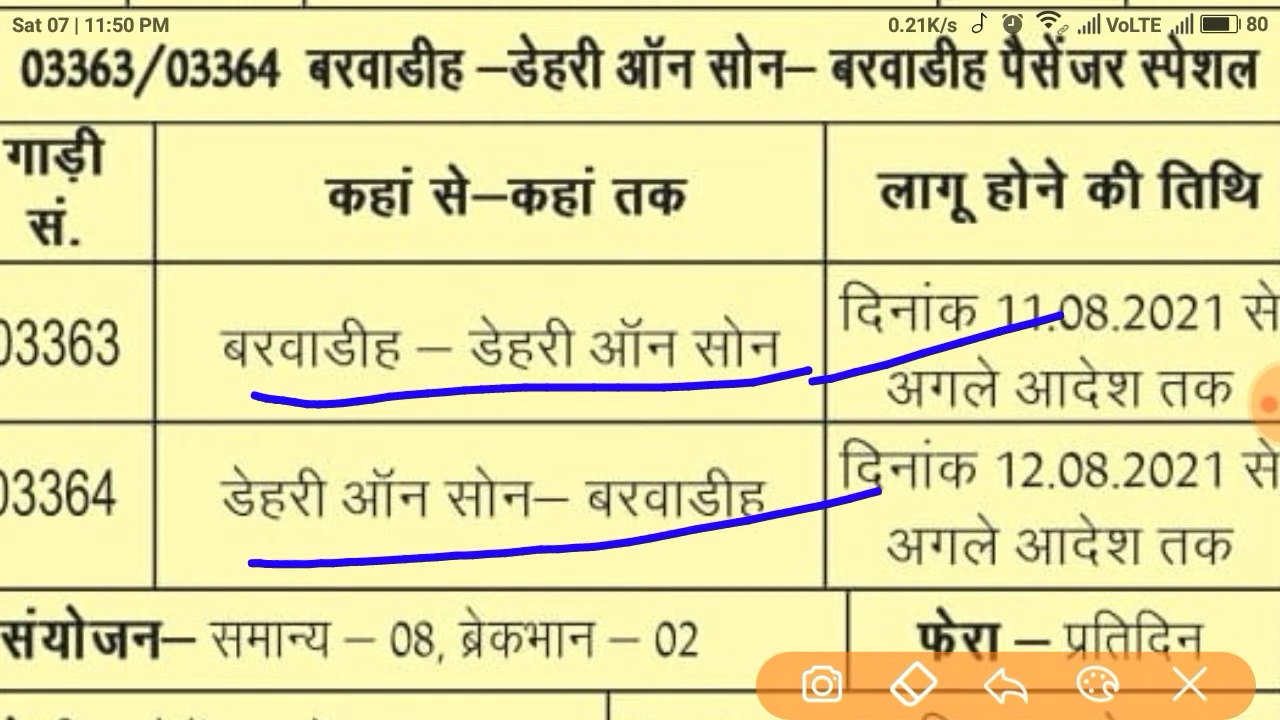 Sat 07 | 11:50 PM 0.21K/s VoLTE 80
03363/03364 बरवाडीह –डेहरी ऑन सोन– बरवाडीह पैसेंजर स्पेशल
गाड़ी सं. कहां से–कहां तक लागू होने की तिथि
03363 बरवाडीह – डेहरी ऑन सोन दिनांक 11.08.2021 से
अगले आदेश तक
03364 डेहरी ऑन सोन– बरवाडीह दिनांक 12.08.2021 से
अगले आदेश तक
संयोजन– समान्य – 08, ब्रेकभान – 02 फेरा – प्रतिदिन